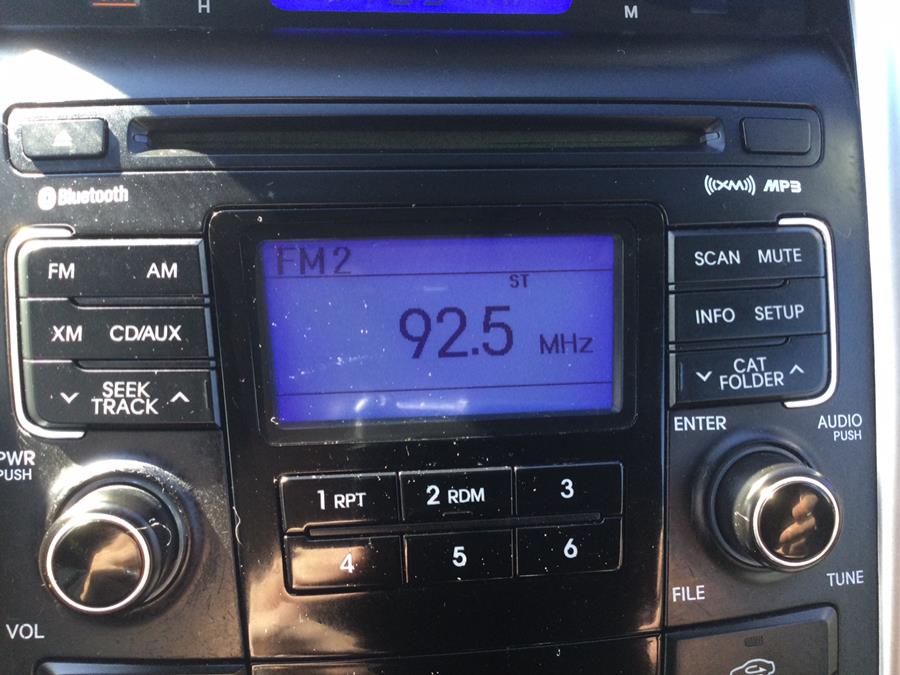 H
M
Bluetooth
((XM)) MP3
FM AM
XM CD/AUX
SEEK
TRACK
FM2
ST
92.5 MHz
SCAN MUTE
INFO SETUP
CAT
FOLDER
PWR
PUSH
VOL
1 RPT 2 RDM 3
4 5 6
ENTER
AUDIO
PUSH
FILE
TUNE